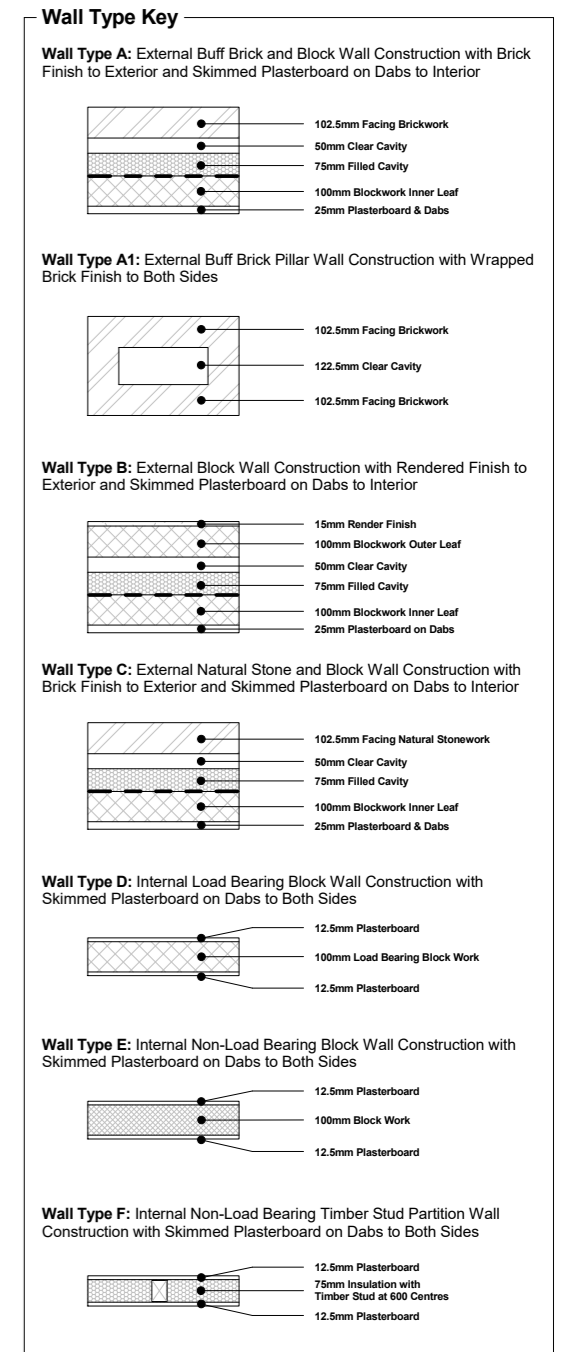 Wall Type Key
Wall Type A: External Buff Brick and Block Wall Construction with Brick
Finish to Exterior and Skimmed Plasterboard on Dabs to Interior
102.5mm Facing Brickwork
50mm Clear Cavity
75mm Filled Cavity
100mm Blockwork Inner Leaf
25mm Plasterboard & Dabs
Wall Type A1: External Buff Brick Pillar Wall Construction with Wrapped
Brick Finish to Both Sides
102.5mm Facing Brickwork
122.5mm Clear Cavity
102.5mm Facing Brickwork
Wall Type B: External Block Wall Construction with Rendered Finish to
Exterior and Skimmed Plasterboard on Dabs to Interior
15mm Render Finish
100mm Blockwork Outer Leaf
50mm Clear Cavity
75mm Filled Cavity
100mm Blockwork Inner Leaf
25mm Plasterboard on Dabs
Wall Type C: External Natural Stone and Block Wall Construction with
Brick Finish to Exterior and Skimmed Plasterboard on Dabs to Interior
102.5mm Facing Natural Stonework
50mm Clear Cavity
75mm Filled Cavity
100mm Blockwork Inner Leaf
25mm Plasterboard & Dabs
Wall Type D: Internal Load Bearing Block Wall Construction with
Skimmed Plasterboard on Dabs to Both Sides
12.5mm Plasterboard
100mm Load Bearing Block Work
12.5mm Plasterboard
Wall Type E: Internal Non-Load Bearing Block Wall Construction with
Skimmed Plasterboard on Dabs to Both Sides
12.5mm Plasterboard
100mm Block Work
12.5mm Plasterboard
Wall Type F: Internal Non-Load Bearing Timber Stud Partition Wall
Construction with Skimmed Plasterboard on Dabs to Both Sides
12.5mm Plasterboard
75mm Insulation with
Timber Stud at 600 Centres
12.5mm Plasterboard